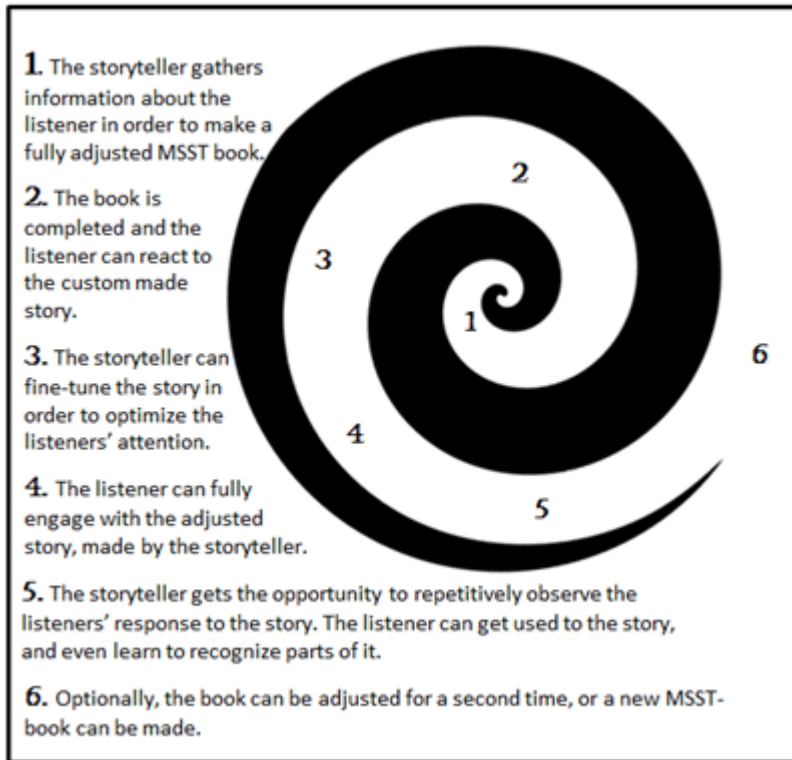 1. The storyteller gathers
information about the
listener in order to make a
fully adjusted MSST book.
2. The book is
completed and the
listener can react to
the custom made
story.
3. The storyteller can
fine-tune the story in
order to optimize the
listeners’ attention.
4. The listener can fully
engage with the adjusted
story, made by the storyteller.
5. The storyteller gets the opportunity to repetitively observe the
listeners’ response to the story. The listener can get used to the story,
and even learn to recognize parts of it.
6. Optionally, the book can be adjusted for a second time, or a new MSST-
book can be made.
2
3
1
6
4
5